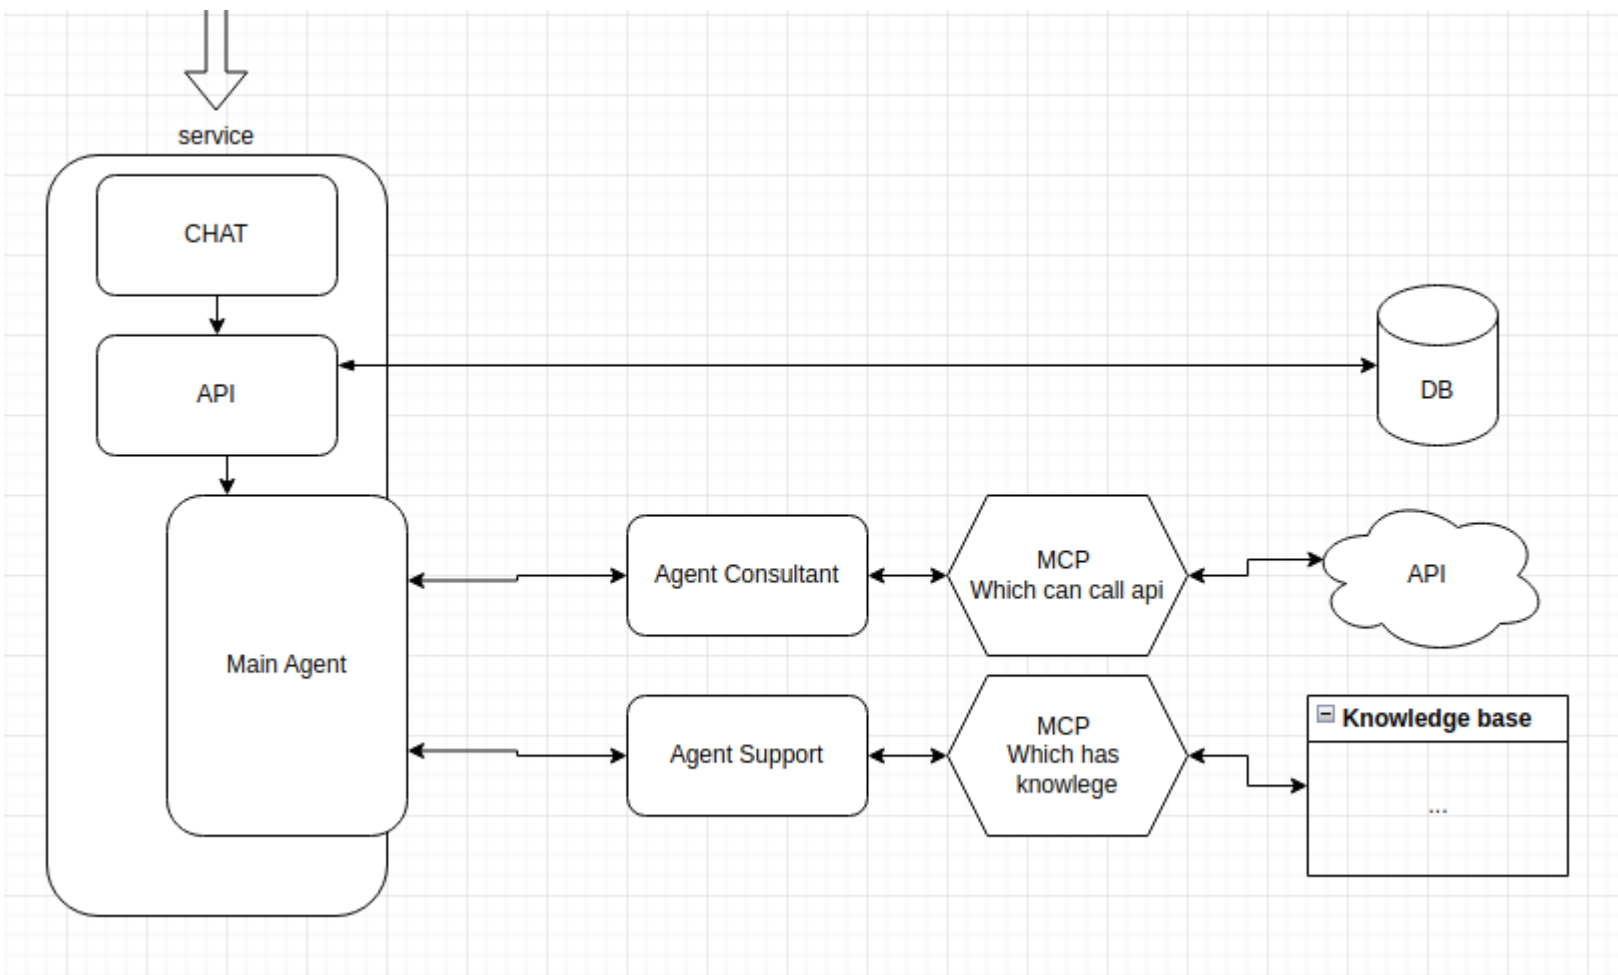 service
CHAT
API
DB
Agent Consultant
MCP
Which can call api
API
Main Agent
Agent Support
MCP
Which has
knowlege
Knowledge base
...